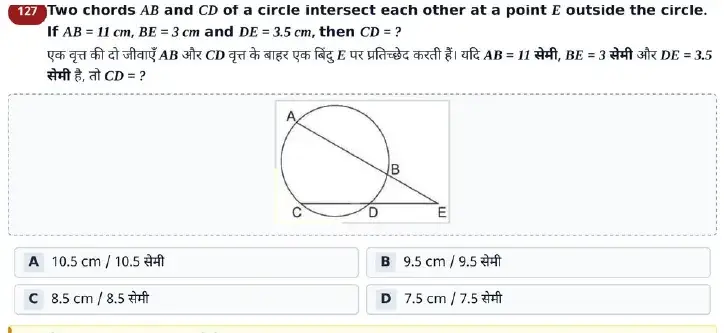 127 Two chords AB and CD of a circle intersect each other at a point E outside the circle.
If AB = 11 cm, BE = 3 cm and DE = 3.5 cm, then CD = ?
एक वृत्त की दो जीवाएँ AB और CD वृत्त के बाहर एक बिंदु E पर प्रतिच्छेद करती हैं। यदि AB = 11 सेमी, BE = 3 सेमी और DE = 3.5
सेमी है, तो CD = ?
A
B
C D E
A 10.5 cm / 10.5 सेमी B 9.5 cm / 9.5 सेमी
C 8.5 cm / 8.5 सेमी D 7.5 cm / 7.5 सेमी